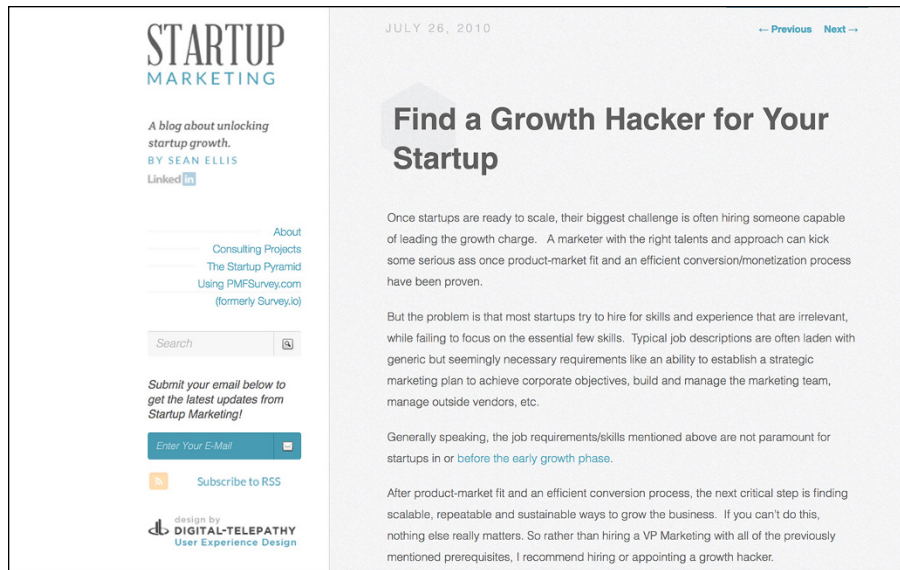 STARTUP
MARKETING
A blog about unlocking
startup growth.
BY SEAN ELLIS
Linked in
About
Consulting Projects
The Startup Pyramid
Using PMFSurvey.com
(formerly Survey.io)
Search
Submit your email below to
get the latest updates from
Startup Marketing!
Enter Your E-Mail
Subscribe to RSS
design by
DIGITAL-TELEPATHY
User Experience Design
JULY 26, 2010
← Previous Next →
Find a Growth Hacker for Your
Startup
Once startups are ready to scale, their biggest challenge is often hiring someone capable
of leading the growth charge.   A marketer with the right talents and approach can kick
some serious ass once product-market fit and an efficient conversion/monetization process
have been proven.
But the problem is that most startups try to hire for skills and experience that are irrelevant,
while failing to focus on the essential few skills.  Typical job descriptions are often laden with
generic but seemingly necessary requirements like an ability to establish a strategic
marketing plan to achieve corporate objectives, build and manage the marketing team,
manage outside vendors, etc.
Generally speaking, the job requirements/skills mentioned above are not paramount for
startups in or before the early growth phase.
After product-market fit and an efficient conversion process, the next critical step is finding
scalable, repeatable and sustainable ways to grow the business.  If you can't do this,
nothing else really matters. So rather than hiring a VP Marketing with all of the previously
mentioned prerequisites, I recommend hiring or appointing a growth hacker.